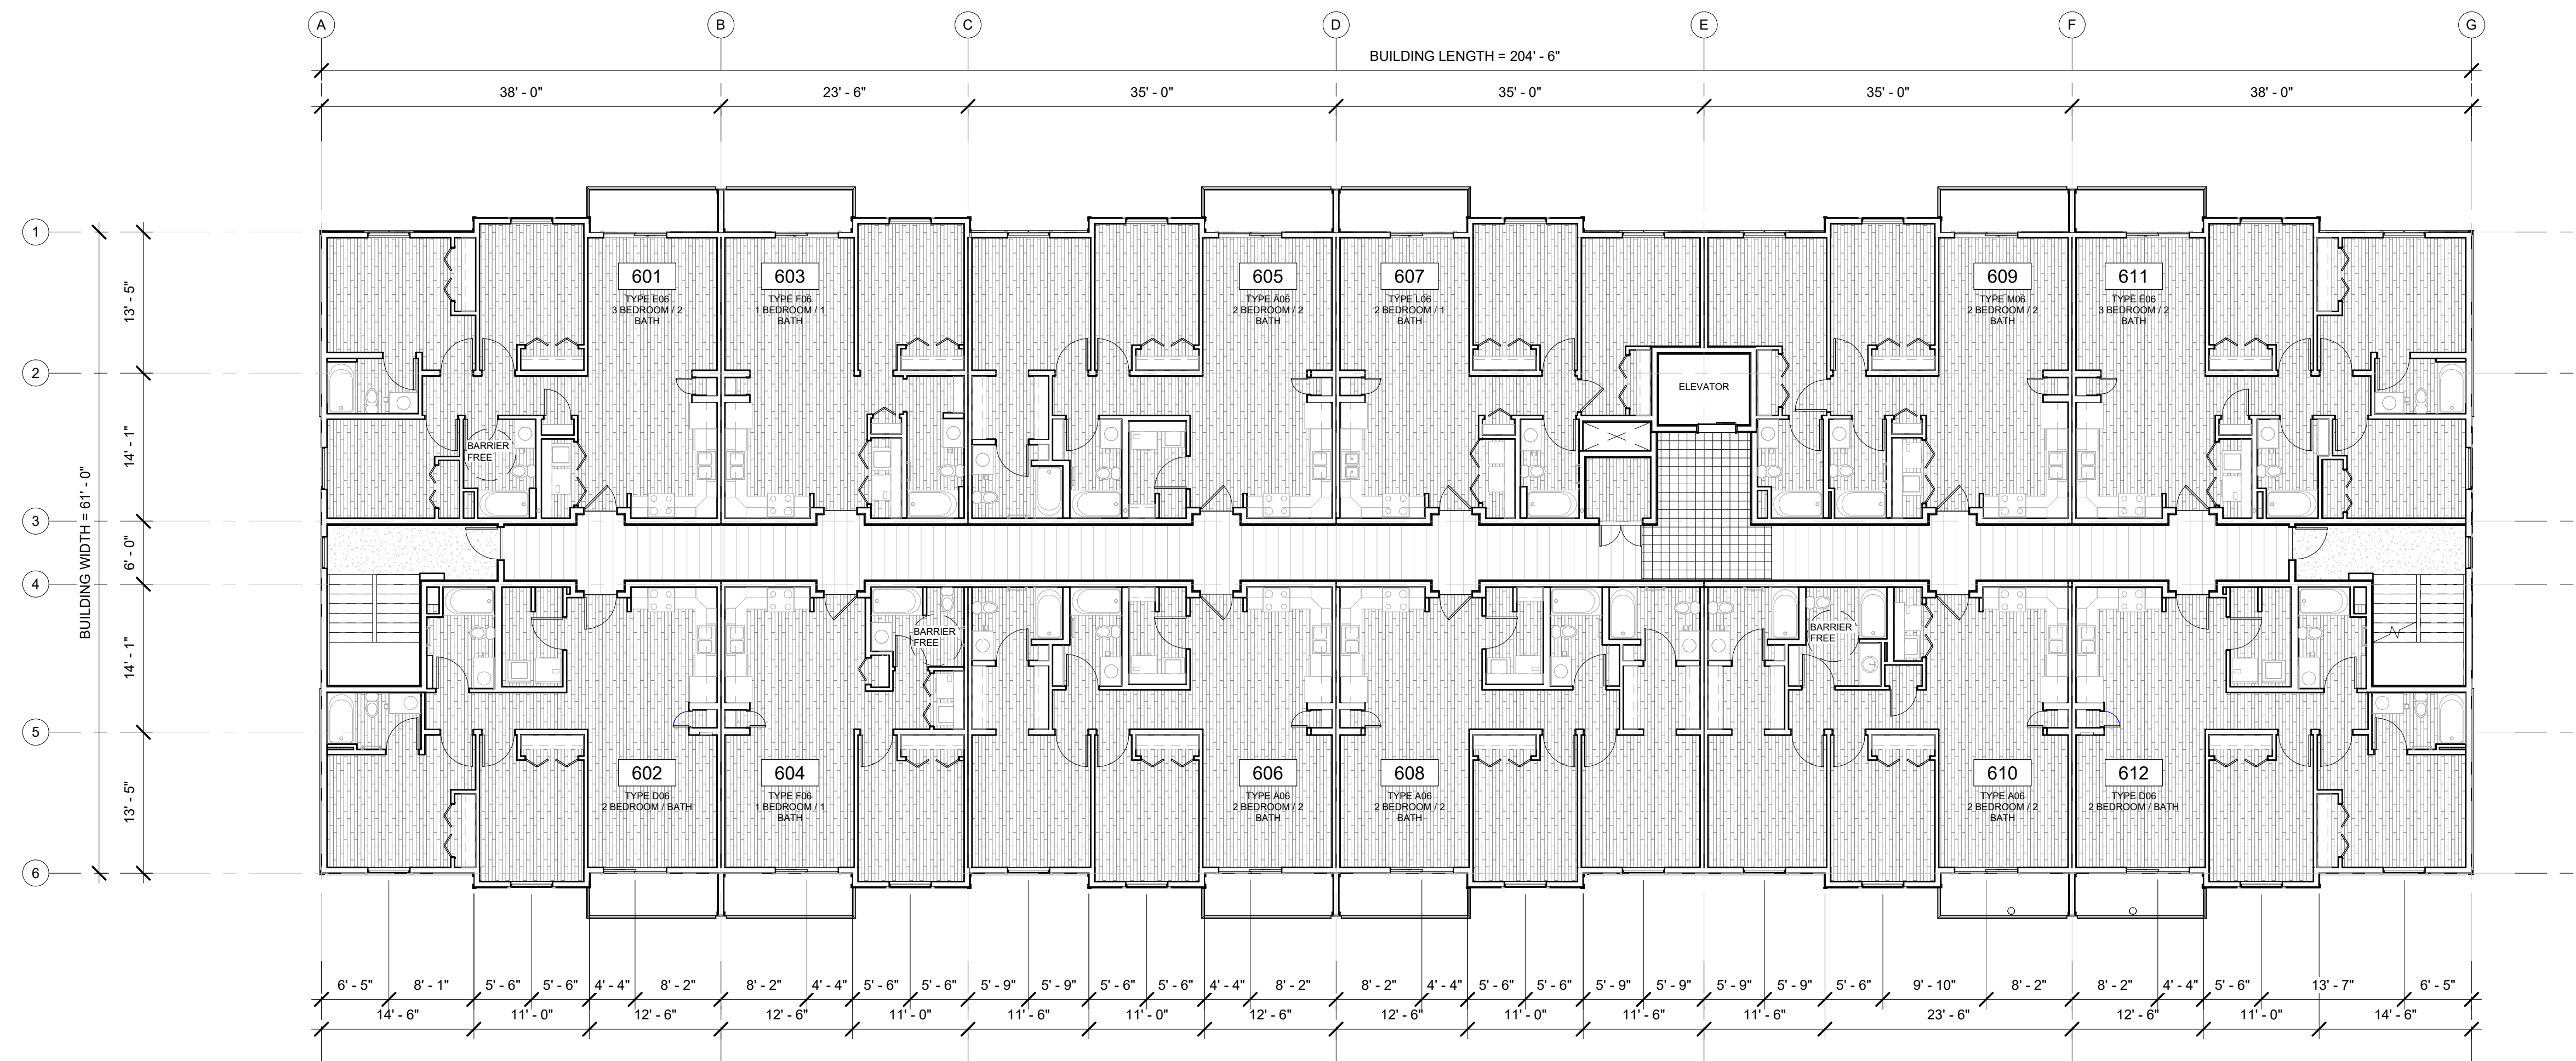 A B C D E F G
BUILDING LENGTH = 204' - 6"
38' - 0" 23' - 6" 35' - 0" 35' - 0" 35' - 0" 38' - 0"
1
2
3
4
5
6
BUILDING WIDTH = 61' - 0"
13' - 5"
14' - 1"
6' - 0"
14' - 1"
13' - 5"
601
TYPE E06
3 BEDROOM / 2
BATH
603
TYPE F06
1 BEDROOM / 1
BATH
605
TYPE A06
2 BEDROOM / 2
BATH
607
TYPE L06
2 BEDROOM / 1
BATH
609
TYPE M06
2 BEDROOM / 2
BATH
611
TYPE E06
3 BEDROOM / 2
BATH
ELEVATOR
BARRIER
FREE
BARRIER
FREE
BARRIER
FREE
602
TYPE D06
2 BEDROOM / BATH
604
TYPE F06
1 BEDROOM / 1
BATH
606
TYPE A06
2 BEDROOM / 2
BATH
608
TYPE A06
2 BEDROOM / 2
BATH
610
TYPE A06
2 BEDROOM / 2
BATH
612
TYPE D06
2 BEDROOM / BATH
6' - 5" 8' - 1" 5' - 6" 5' - 6" 4' - 4" 8' - 2" 8' - 2" 4' - 4" 5' - 6" 5' - 6" 5' - 9" 5' - 9" 5' - 6" 5' - 6" 4' - 4" 8' - 2" 8' - 2" 4' - 4" 5' - 6" 5' - 6" 5' - 9" 5' - 9" 5' - 9" 5' - 9" 5' - 6" 9' - 10" 8' - 2" 8' - 2" 4' - 4" 5' - 6" 13' - 7" 6' - 5"
14' - 6" 11' - 0" 12' - 6" 12' - 6" 11' - 0" 11' - 6" 11' - 0" 12' - 6" 12' - 6" 11' - 0" 11' - 6" 11' - 6" 23' - 6" 12' - 6" 11' - 0" 14' - 6"